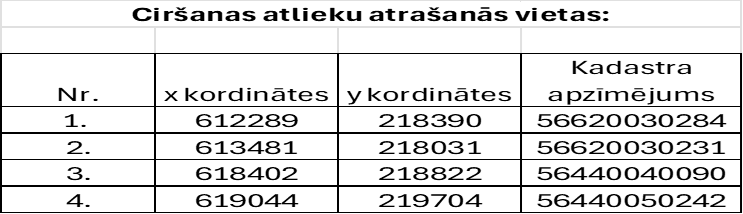 Ciršanas atlieku atrašanās vietas:
Nr. x kordinātes y kordinātes Kadastra apzīmējums
1. 612289 218390 56620030284
2. 613481 218031 56620030231
3. 618402 218822 56440040090
4. 619044 219704 56440050242